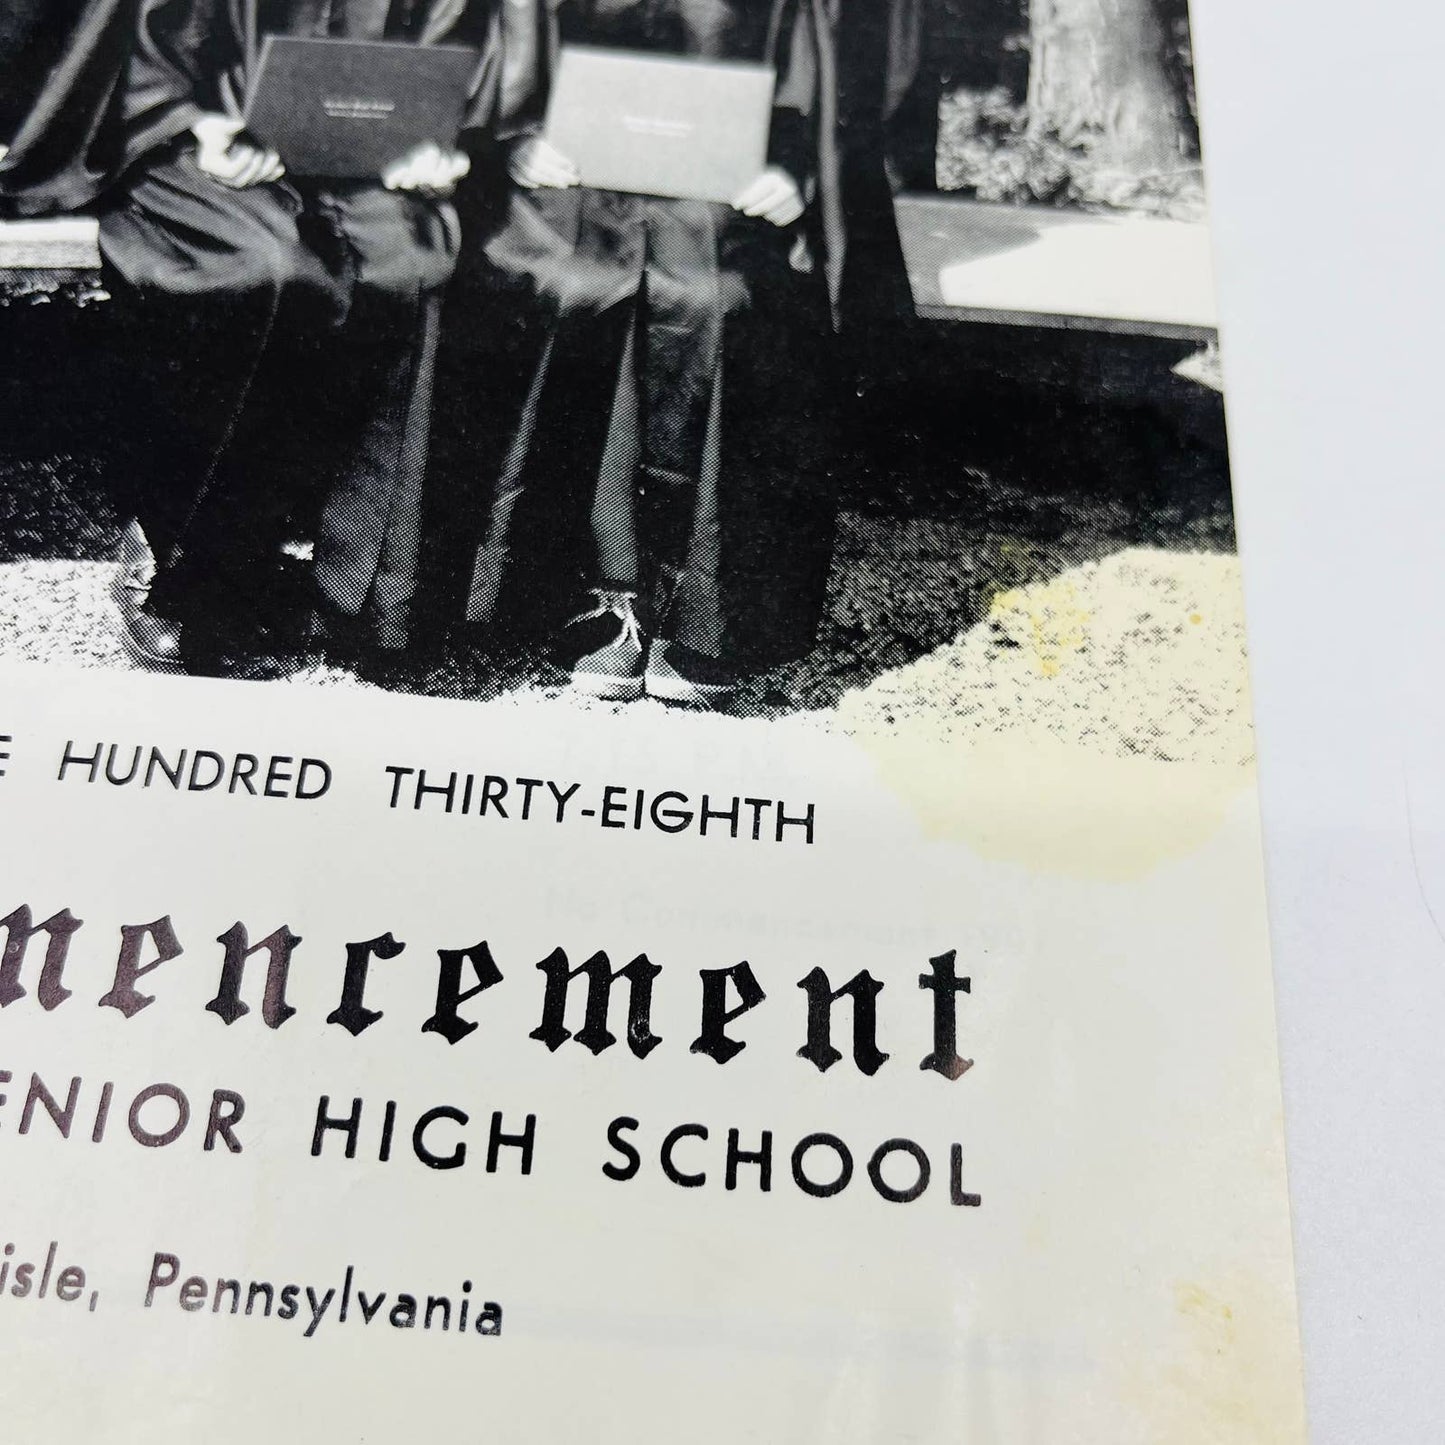 E HUNDRED THIRTY-EIGHTH
mencement
ENIOR HIGH SCHOOL
isle, Pennsylvania